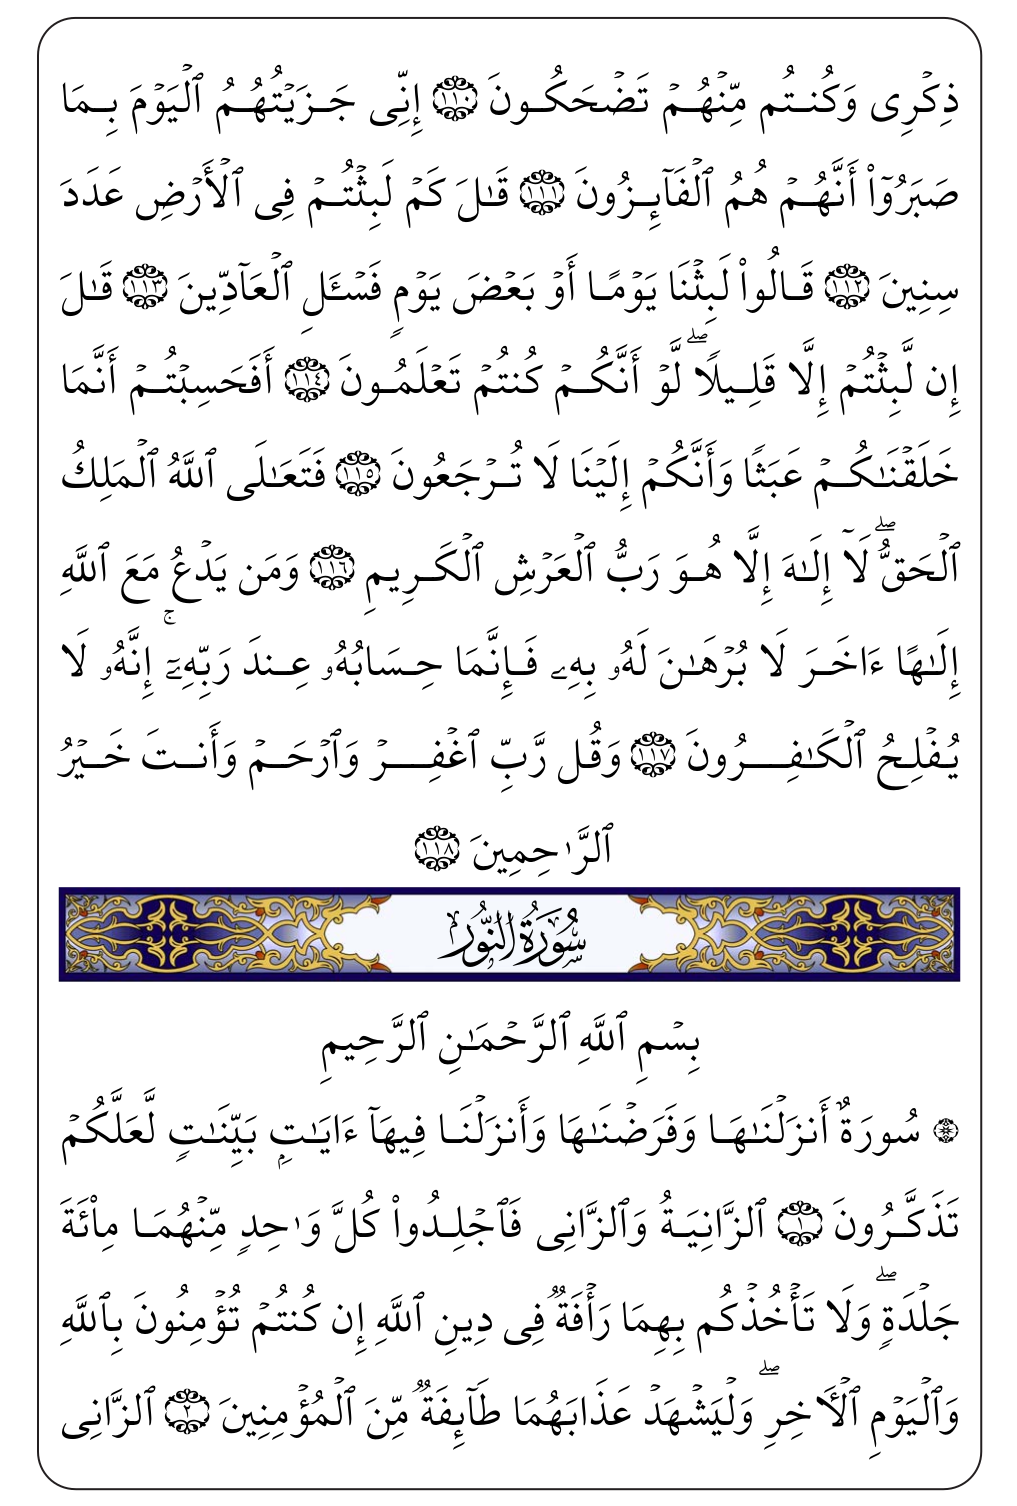 ذِكْرِى وَكُنتُم مِّنْهُمْ تَضْحَكُونَ ١١٠ إِنِّى جَزَيْتُهُمُ ٱلْيَوْمَ بِمَا
صَبَرُوٓا۟ أَنَّهُمْ هُمُ ٱلْفَآئِزُونَ ١١١ قَـٰلَ كَمْ لَبِثْتُمْ فِى ٱلْأَرْضِ عَدَدَ
سِنِينَ ١١٢ قَالُوا۟ لَبِثْنَا يَوْمًا أَوْ بَعْضَ يَوْمٍ فَسْـَٔلِ ٱلْعَآدِّينَ ١١٣ قَـٰلَ
إِن لَّبِثْتُمْ إِلَّا قَلِيلًا ۖ لَّوْ أَنَّكُمْ كُنتُمْ تَعْلَمُونَ ١١٤ أَفَحَسِبْتُمْ أَنَّمَا
خَلَقْنَـٰكُمْ عَبَثًا وَأَنَّكُمْ إِلَيْنَا لَا تُرْجَعُونَ ١١٥ فَتَعَـٰلَى ٱللَّهُ ٱلْمَلِكُ
ٱلْحَقُّ ۖ لَآ إِلَـٰهَ إِلَّا هُوَ رَبُّ ٱلْعَرْشِ ٱلْكَرِيمِ ١١٦ وَمَن يَدْعُ مَعَ ٱللَّهِ
إِلَـٰهًا ءَاخَرَ لَا بُرْهَـٰنَ لَهُۥ بِهِۦ فَإِنَّمَا حِسَابُهُۥ عِندَ رَبِّهِۦٓ ۚ إِنَّهُۥ لَا
يُفْلِحُ ٱلْكَـٰفِرُونَ ١١٧ وَقُل رَّبِّ ٱغْفِرْ وَٱرْحَمْ وَأَنتَ خَيْرُ
ٱلرَّٰحِمِينَ ١١٨
سُورَةُ النُّورِ
بِسْمِ ٱللَّهِ ٱلرَّحْمَـٰنِ ٱلرَّحِيمِ
۞ سُورَةٌ أَنزَلْنَـٰهَا وَفَرَضْنَـٰهَا وَأَنزَلْنَا فِيهَآ ءَايَـٰتٍۭ بَيِّنَـٰتٍ لَّعَلَّكُمْ
تَذَكَّرُونَ ١ ٱلزَّانِيَةُ وَٱلزَّانِى فَٱجْلِدُوا۟ كُلَّ وَٰحِدٍ مِّنْهُمَا مِا۟ئَةَ
جَلْدَةٍ ۖ وَلَا تَأْخُذْكُم بِهِمَا رَأْفَةٌ فِى دِينِ ٱللَّهِ إِن كُنتُمْ تُؤْمِنُونَ بِٱللَّهِ
وَٱلْيَوْمِ ٱلْـَٔاخِرِ ۖ وَلْيَشْهَدْ عَذَابَهُمَا طَآئِفَةٌ مِّنَ ٱلْمُؤْمِنِينَ ٢ ٱلزَّانِى